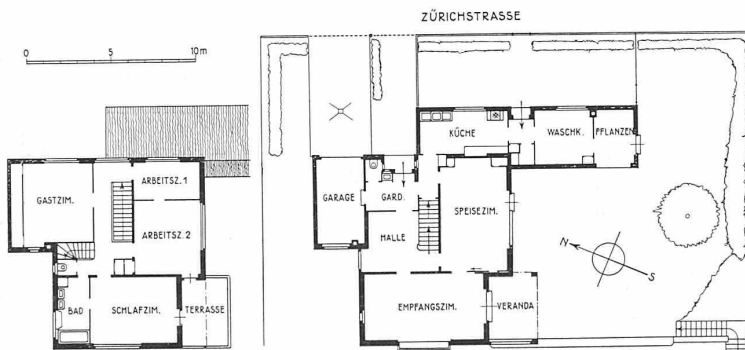 ZÜRICHSTRASSE
0 5 10 m
KÜCHE
WASCHK.
PFLANZEN
ARBEITSZ. 1
GASTZIM.
GARAGE
GARD.
SPEISEZIM.
ARBEITSZ. 2
HALLE
N
S
BAD
SCHLAFZIM.
TERRASSE
EMPFANGSZIM.
VERANDA